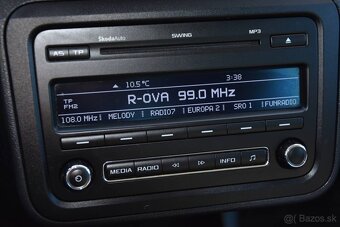 SkodaAuto SWING MP3
AS TP
10.5°C 3:38
TP R-OVA 99.0 MHz
FM2
108.0 MHz MELODY RADIO7 EUROPA 2 SRO 1 FUNRADIO
MEDIA RADIO INFO
Bazos.sk